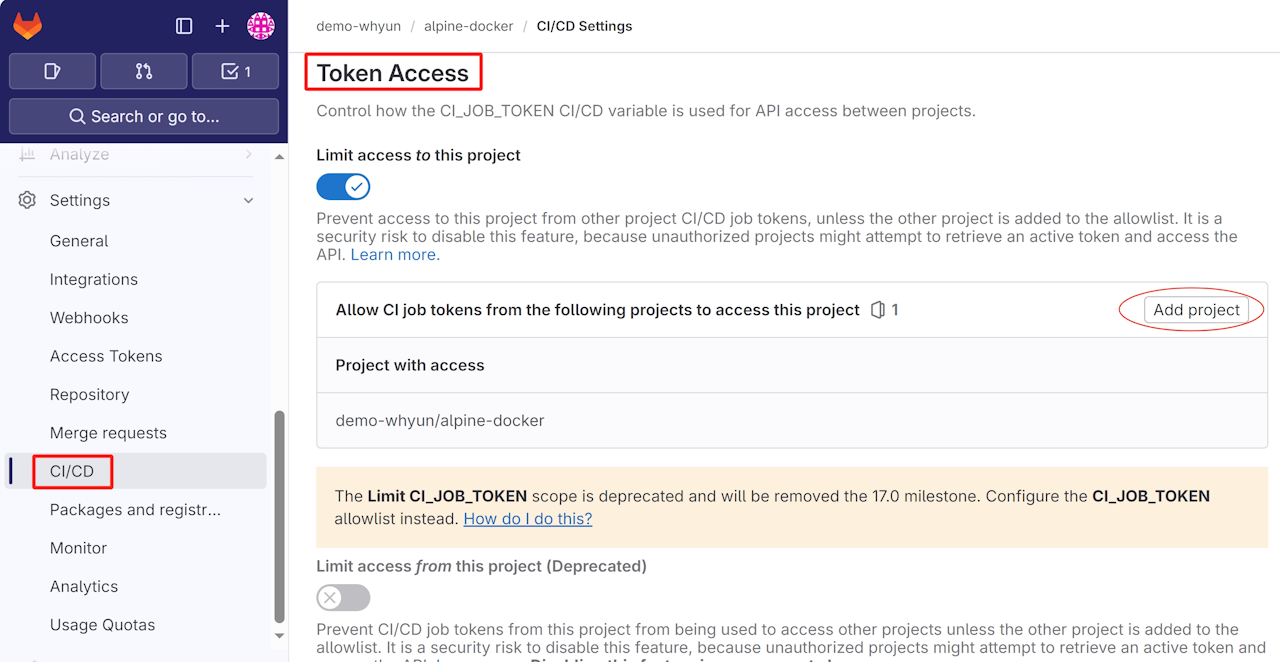 demo-whyun / alpine-docker / CI/CD Settings
1
Search or go to...
Analyze
Settings
General
Integrations
Webhooks
Access Tokens
Repository
Merge requests
CI/CD
Packages and registr...
Monitor
Analytics
Usage Quotas
Token Access
Control how the CI_JOB_TOKEN CI/CD variable is used for API access between projects.
Limit access to this project
Prevent access to this project from other project CI/CD job tokens, unless the other project is added to the allowlist. It is a
security risk to disable this feature, because unauthorized projects might attempt to retrieve an active token and access the
API. Learn more.
Allow CI job tokens from the following projects to access this project 1
Add project
Project with access
demo-whyun/alpine-docker
The Limit CI_JOB_TOKEN scope is deprecated and will be removed the 17.0 milestone. Configure the CI_JOB_TOKEN
allowlist instead. How do I do this?
Limit access from this project (Deprecated)
Prevent CI/CD job tokens from this project from being used to access other projects unless the other project is added to the
allowlist. It is a security risk to disable this feature, because unauthorized projects might attempt to retrieve an active token and